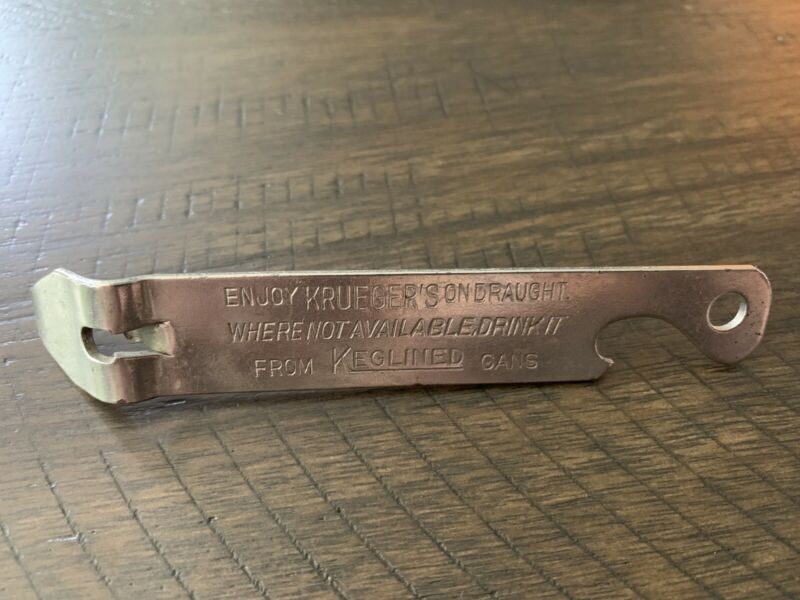 ENJOY KRUEGER'S ON DRAUGHT.
WHERE NOT AVAILABLE, DRINK IT
FROM KEGLINED CANS